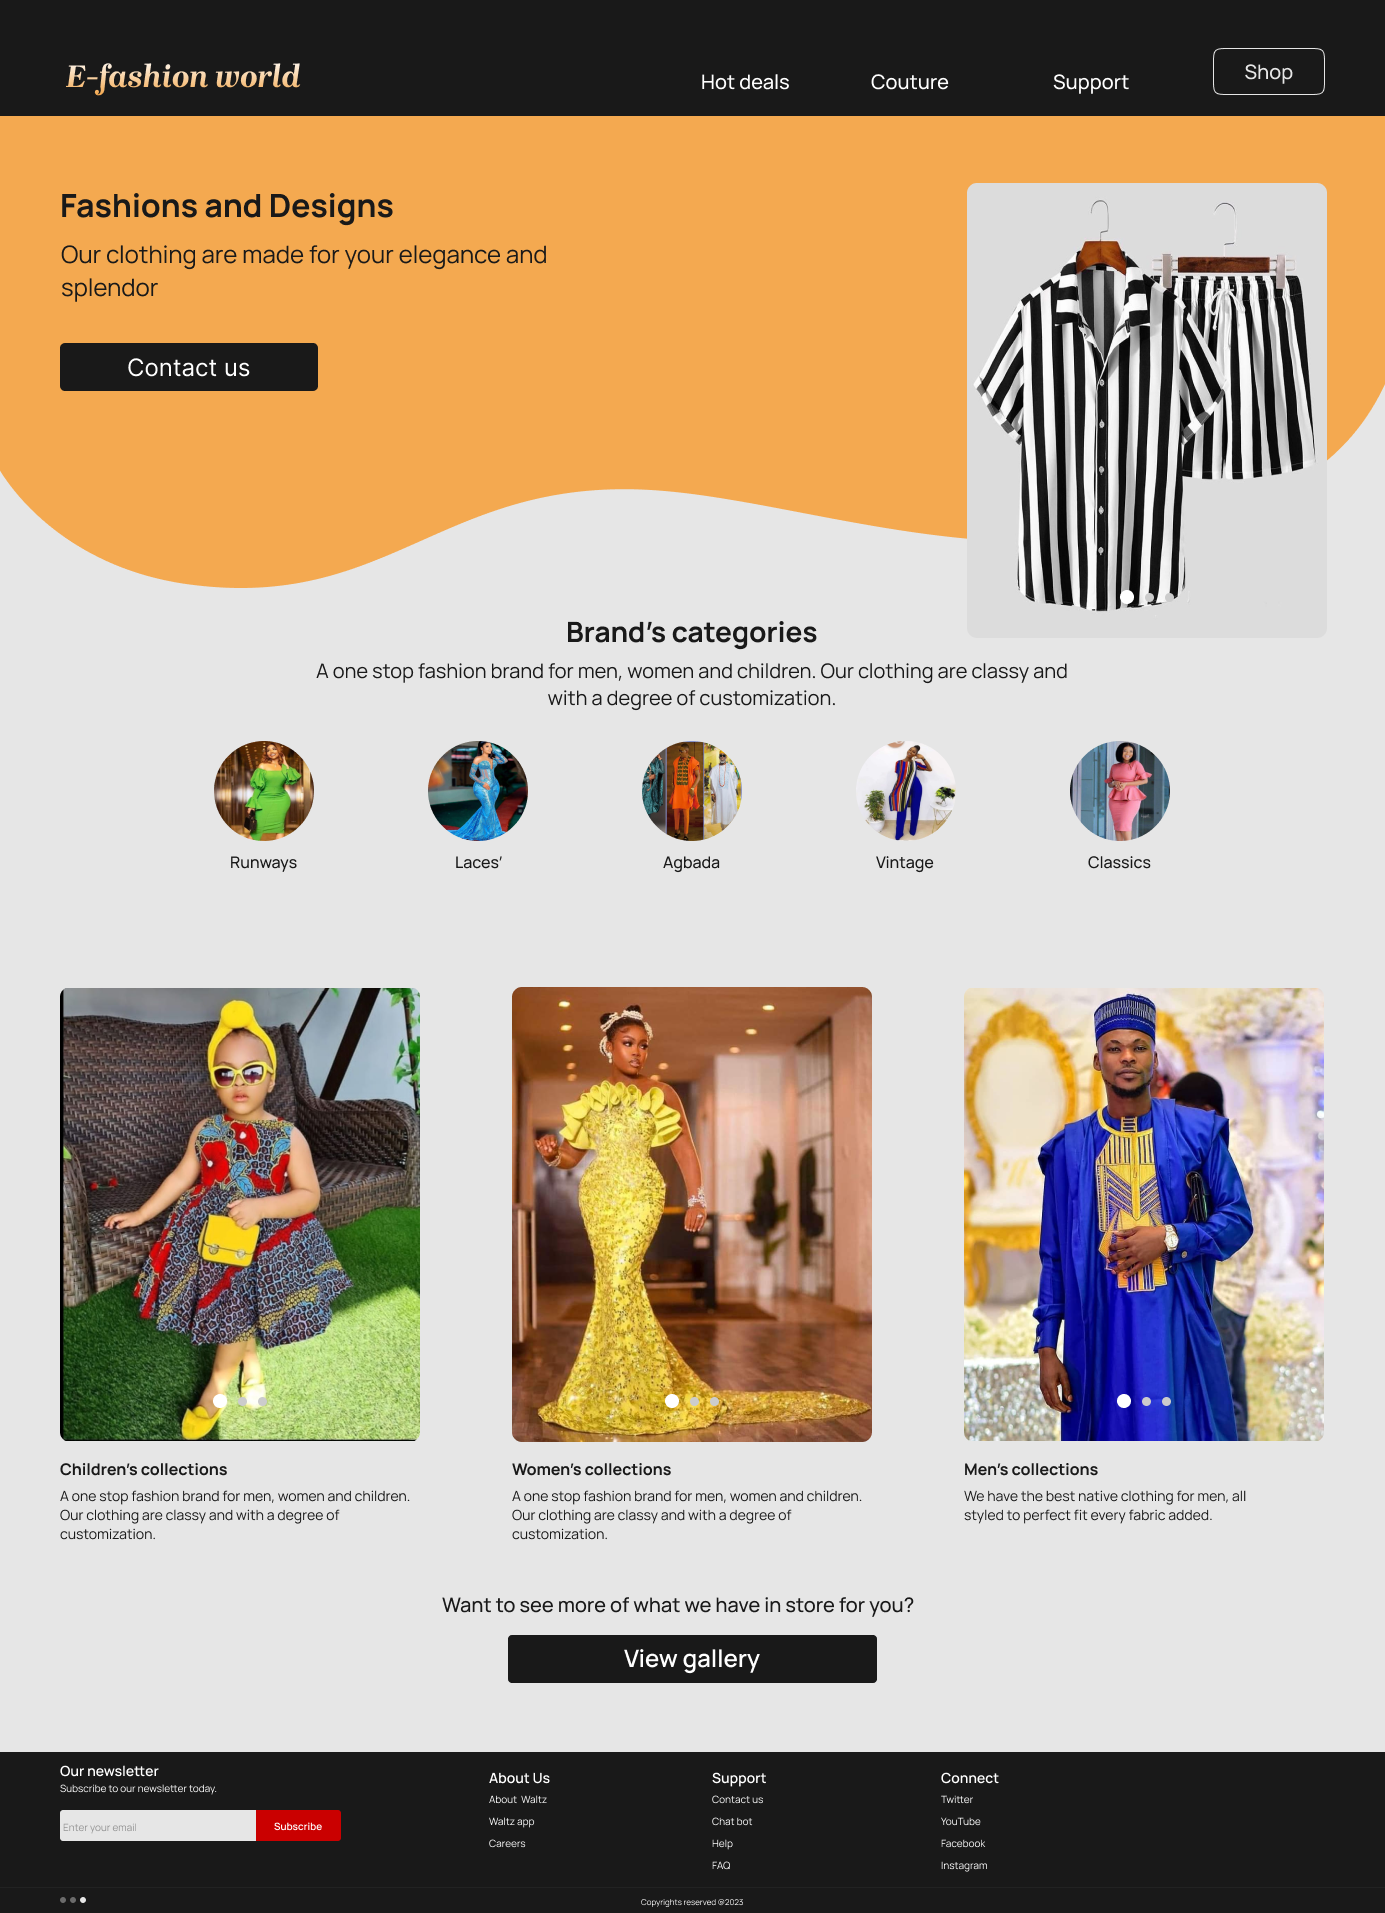 E-fashion world
Hot deals
Couture
Support
Shop
Fashions and Designs
Our clothing are made for your elegance and
splendor
Contact us
Brand's categories
A one stop fashion brand for men, women and children. Our clothing are classy and
with a degree of customization.
Runways
Laces'
Agbada
Vintage
Classics
Children's collections
A one stop fashion brand for men, women and children.
Our clothing are classy and with a degree of
customization.
Women's collections
A one stop fashion brand for men, women and children.
Our clothing are classy and with a degree of
customization.
Men's collections
We have the best native clothing for men, all
styled to perfect fit every fabric added.
Want to see more of what we have in store for you?
View gallery
Our newsletter
Subscribe to our newsletter today.
Enter your email
Subscribe
About Us
About Waltz
Waltz app
Careers
Support
Contact us
Chat bot
Help
FAQ
Connect
Twitter
YouTube
Facebook
Instagram
Copyrights reserved @2023